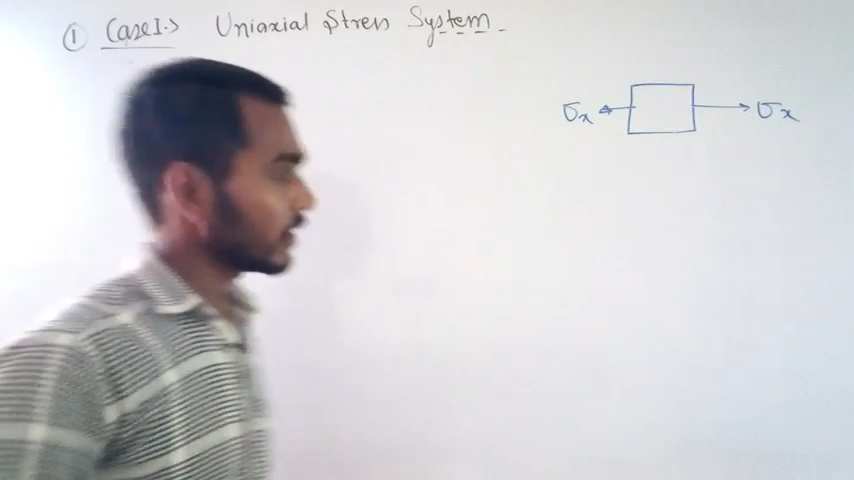 ① Case I.> Uniaxial Stress System.
σx σx